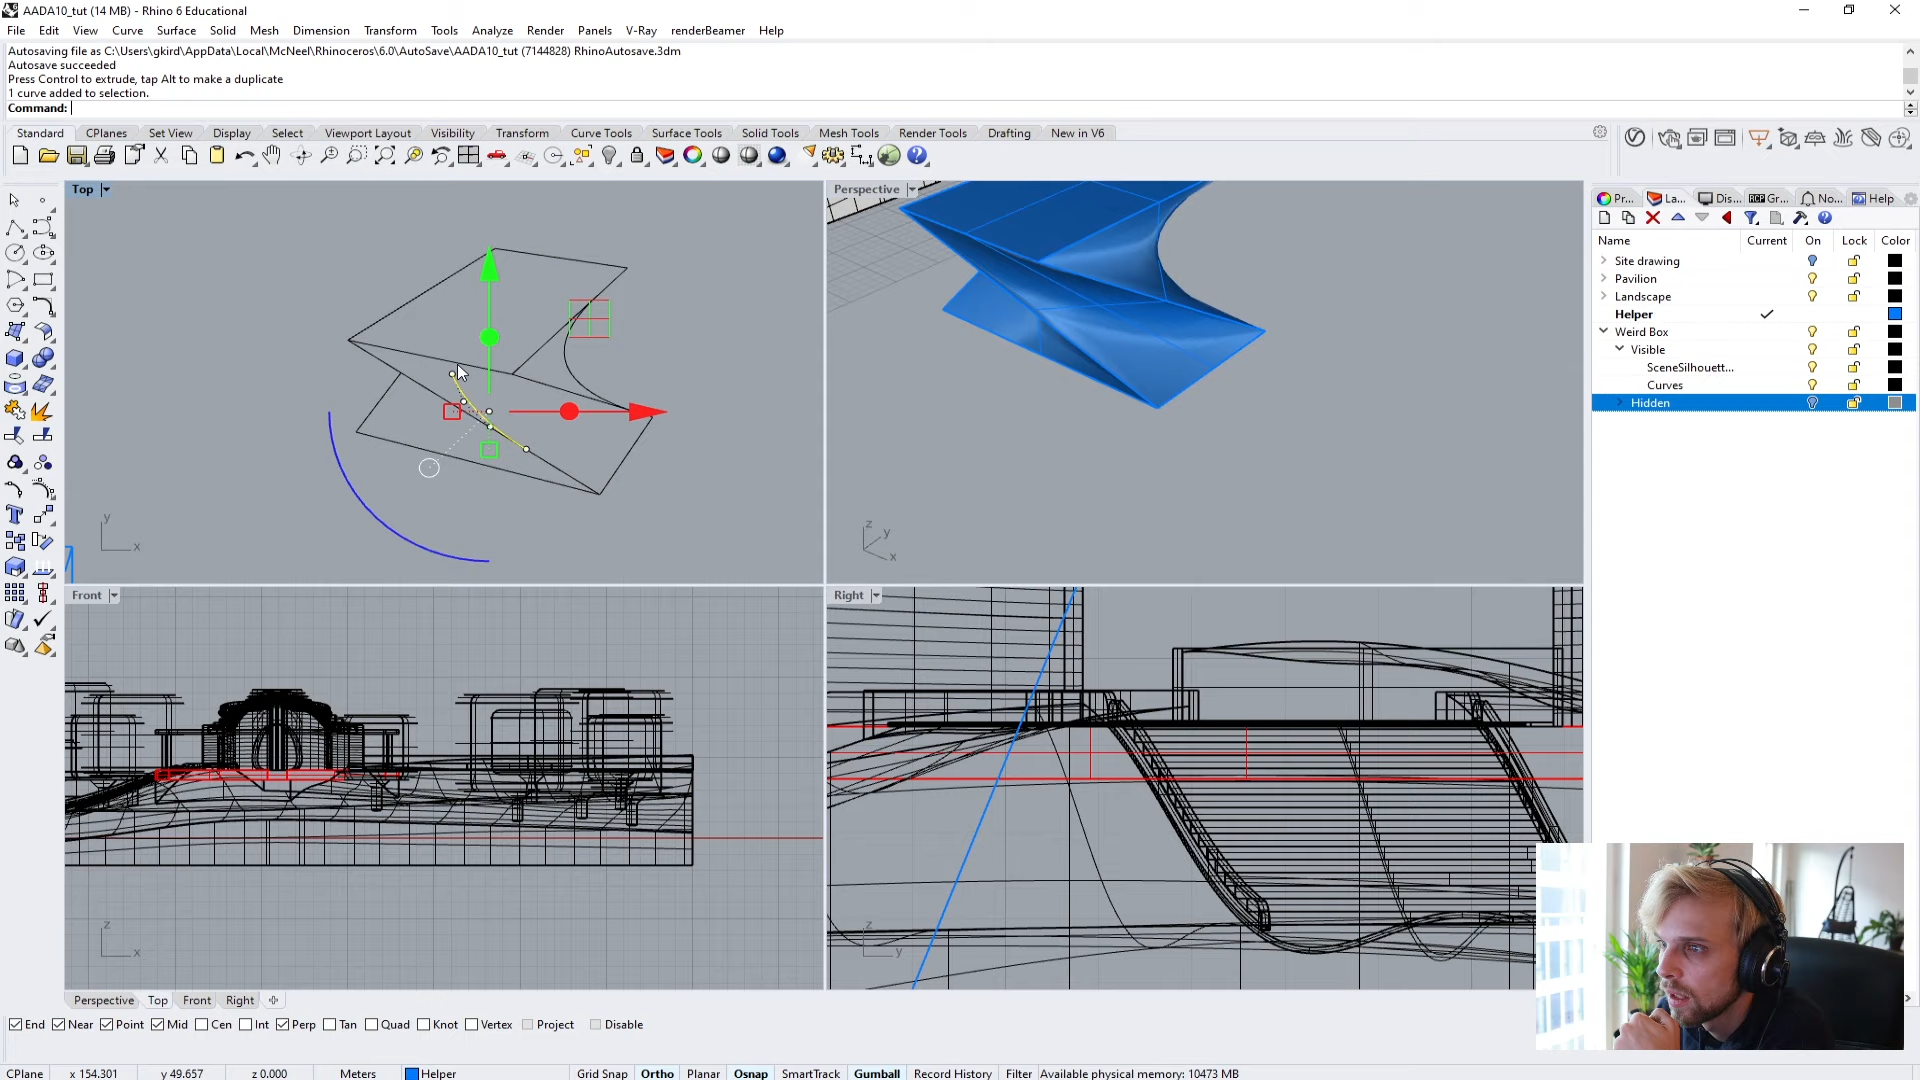 AADA10_tut (14 MB) - Rhino 6 Educational
File Edit View Curve Surface Solid Mesh Dimension Transform Tools Analyze Render Panels V-Ray renderBeamer Help
Autosaving file as C:\Users\gkird\AppData\Local\McNeel\Rhinoceros\6.0\AutoSave\AADA10_tut (7144828) RhinoAutosave.3dm
Autosave succeeded
Press Control to extrude, tap Alt to make a duplicate
1 curve added to selection.
Command:
Standard CPlanes Set View Display Select Viewport Layout Visibility Transform Curve Tools Surface Tools Solid Tools Mesh Tools Render Tools Drafting New in V6
Top
Perspective
Pr... La... Dis... Gr... No... Help
Name Current On Lock Color
Site drawing
Pavilion
Landscape
Helper
Weird Box
Visible
SceneSilhouett...
Curves
Hidden
y
x
z
y
x
Front
Right
z
x
z
y
Perspective Top Front Right
End Near Point Mid Cen Int Perp Tan Quad Knot Vertex Project Disable
CPlane x 154.301 y 49.657 z 0.000 Meters Helper Grid Snap Ortho Planar Osnap SmartTrack Gumball Record History Filter Available physical memory: 10473 MB